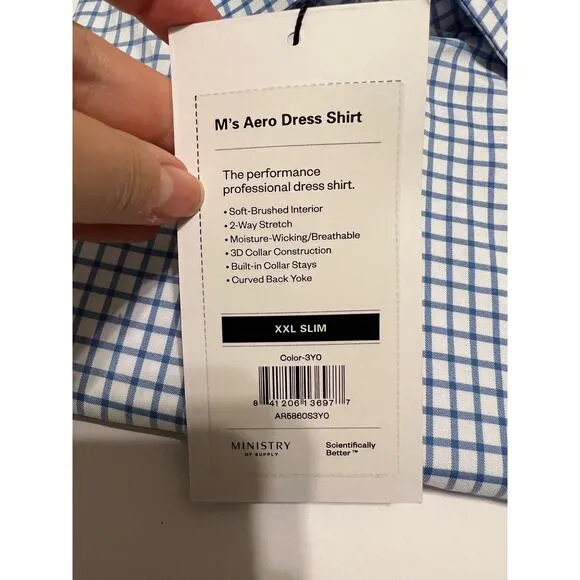 M's Aero Dress Shirt
The performance
professional dress shirt.
• Soft-Brushed Interior
• 2-Way Stretch
• Moisture-Wicking/Breathable
• 3D Collar Construction
• Built-in Collar Stays
• Curved Back Yoke
XXL SLIM
Color-3Y0
8 41206 13697 7
AR5860S3Y0
MINISTRY
OF SUPPLY
Scientifically
Better™